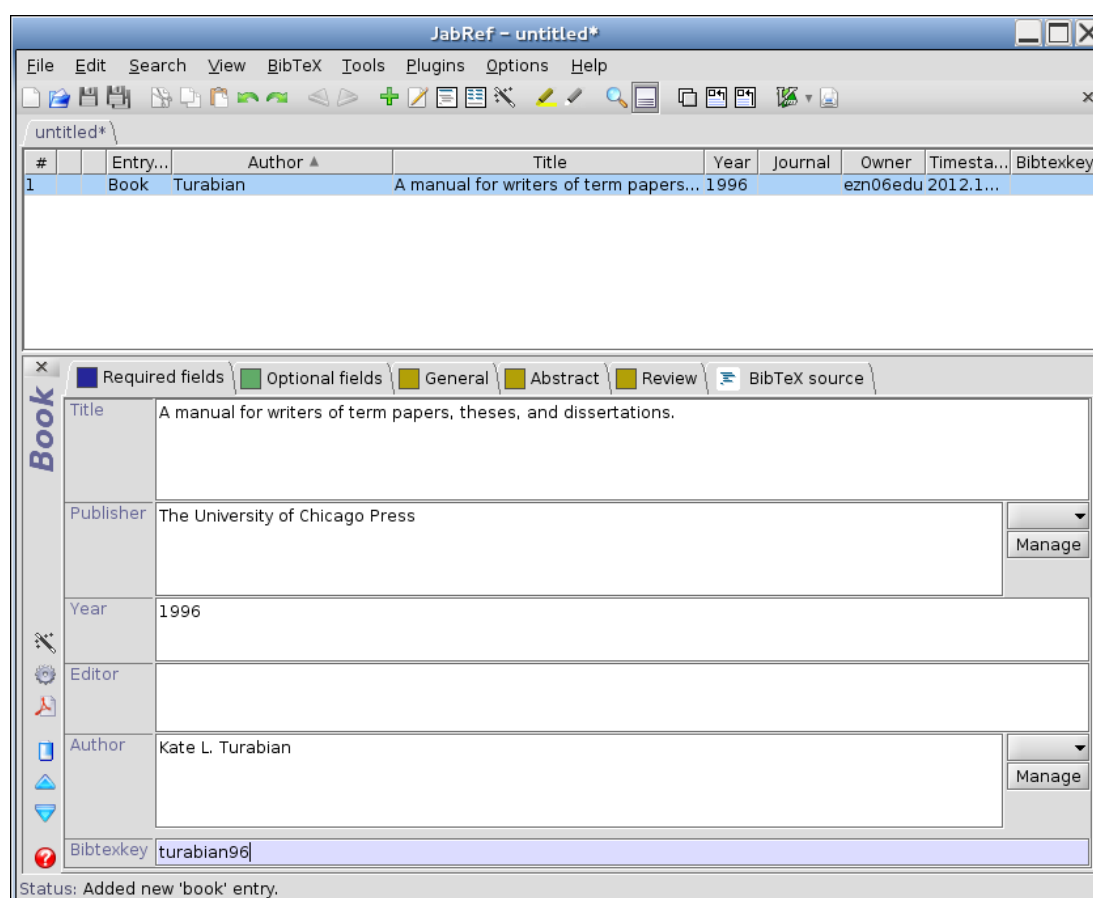 JabRef – untitled*
File Edit Search View BibTeX Tools Plugins Options Help
untitled*
# Entry... Author Title Year Journal Owner Timesta... Bibtexkey
1 Book Turabian A manual for writers of term papers... 1996 ezn06edu 2012.1...
Book
Required fields Optional fields General Abstract Review BibTeX source
Title A manual for writers of term papers, theses, and dissertations.
Publisher The University of Chicago Press
Manage
Year 1996
Editor
Author Kate L. Turabian
Manage
Bibtexkey turabian96
Status: Added new 'book' entry.